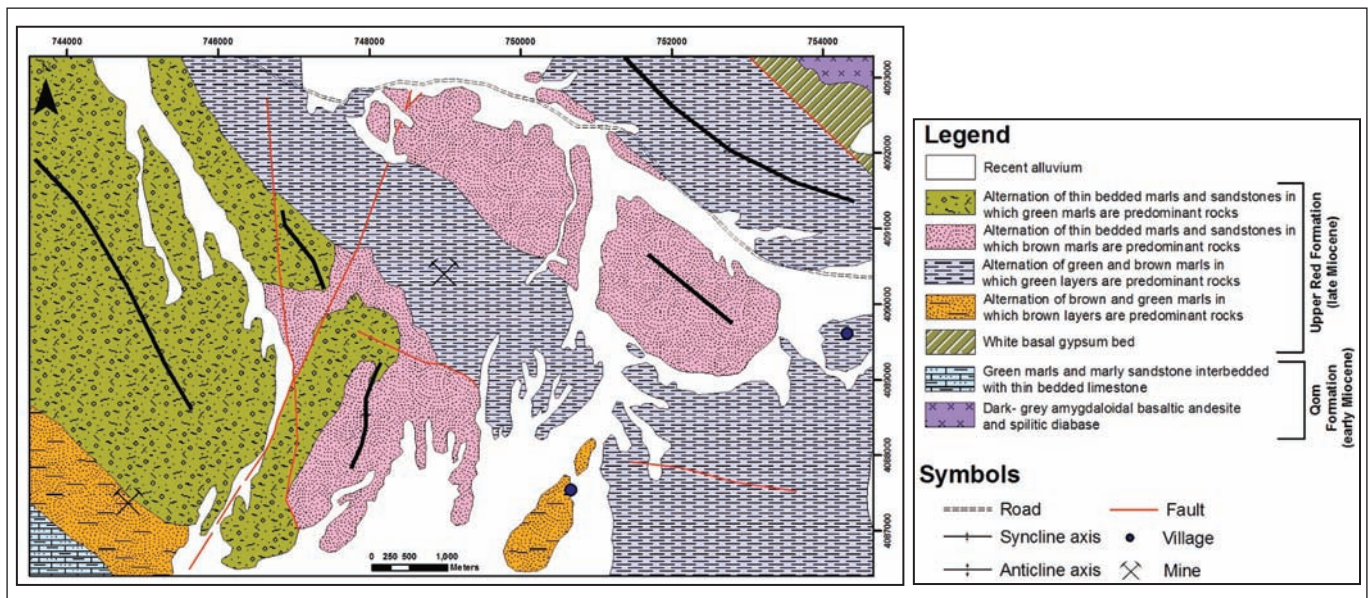 744000 746000 748000 750000 752000 754000
4093000
4092000
4091000
4090000
4089000
4088000
4087000
0 250 500 1,000
Meters
Legend
Recent alluvium
Alternation of thin bedded marls and sandstones in
which green marls are predominant rocks
Alternation of thin bedded marls and sandstones in
which brown marls are predominant rocks
Alternation of green and brown marls in
which green layers are predominant rocks
Alternation of brown and green marls in
which brown layers are predominant rocks
White basal gypsum bed
Upper Red Formation
(late Miocene)
Green marls and marly sandstone interbedded
with thin bedded limestone
Dark- grey amygdaloidal basaltic andesite
and spilitic diabase
Qom
Formation
(early Miocene)
Symbols
Road
Fault
Syncline axis
Village
Anticline axis
Mine